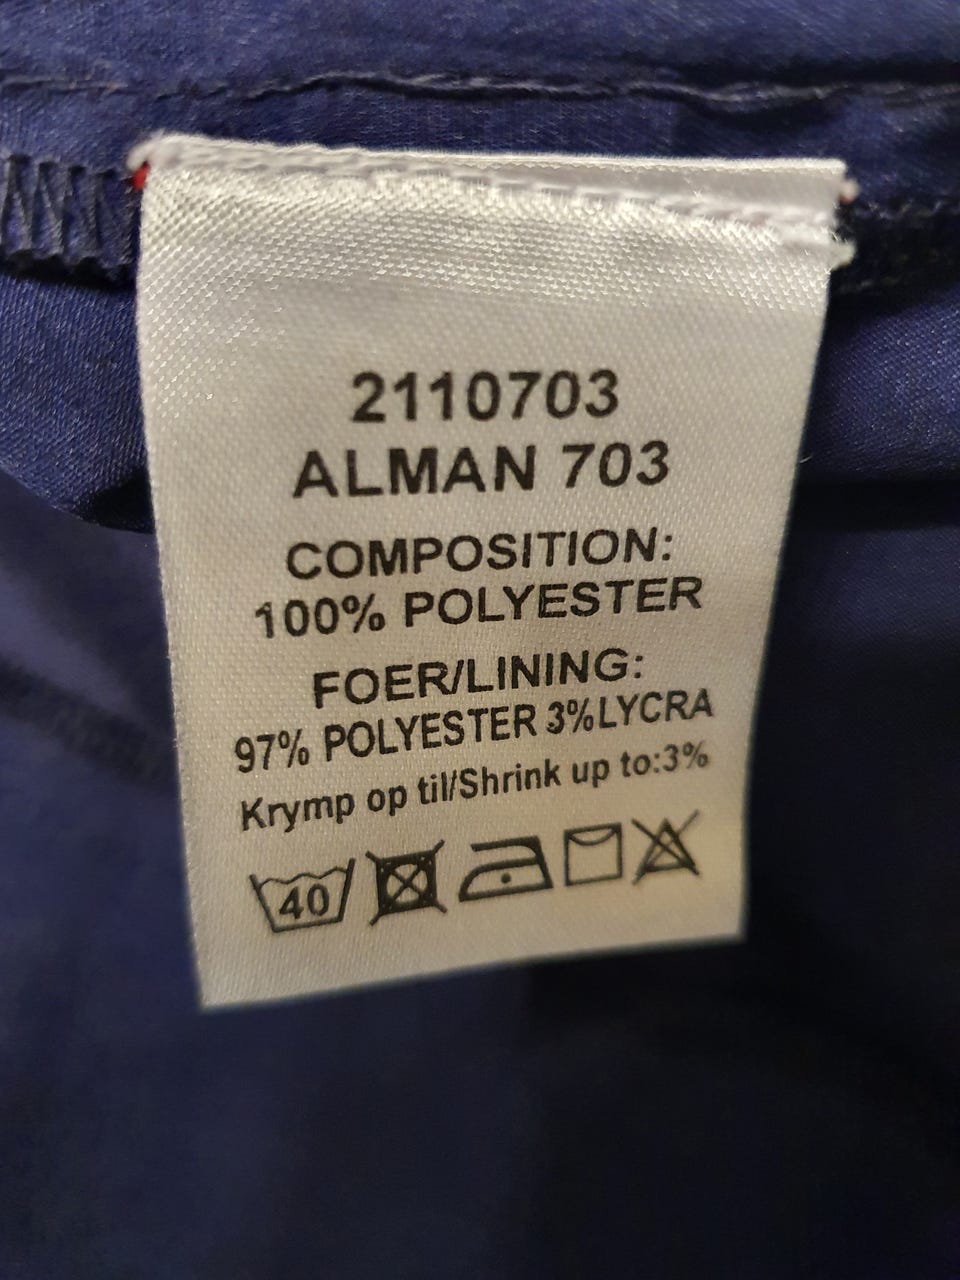 2110703
ALMAN 703
COMPOSITION:
100% POLYESTER
FOER/LINING:
97% POLYESTER 3%LYCRA
Krymp op til/Shrink up to:3%
40